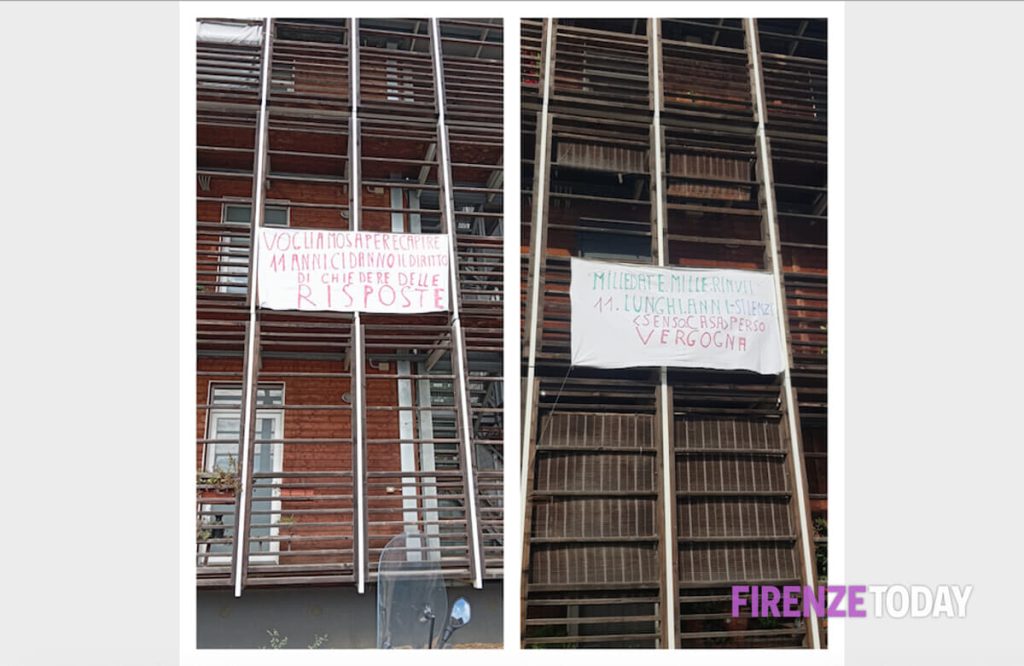 VOGLIAMO SAPERE CAPIRE
11 ANNI CI DANNO IL DIRITTO
DI CHIEDERE DELLE
RISPOSTE
MILLE DATE MILLE RINVII
11. LUNGHI. ANNI - SILENZI
<SENSO CASA> PERSO
VERGOGNA
FIRENZETODAY